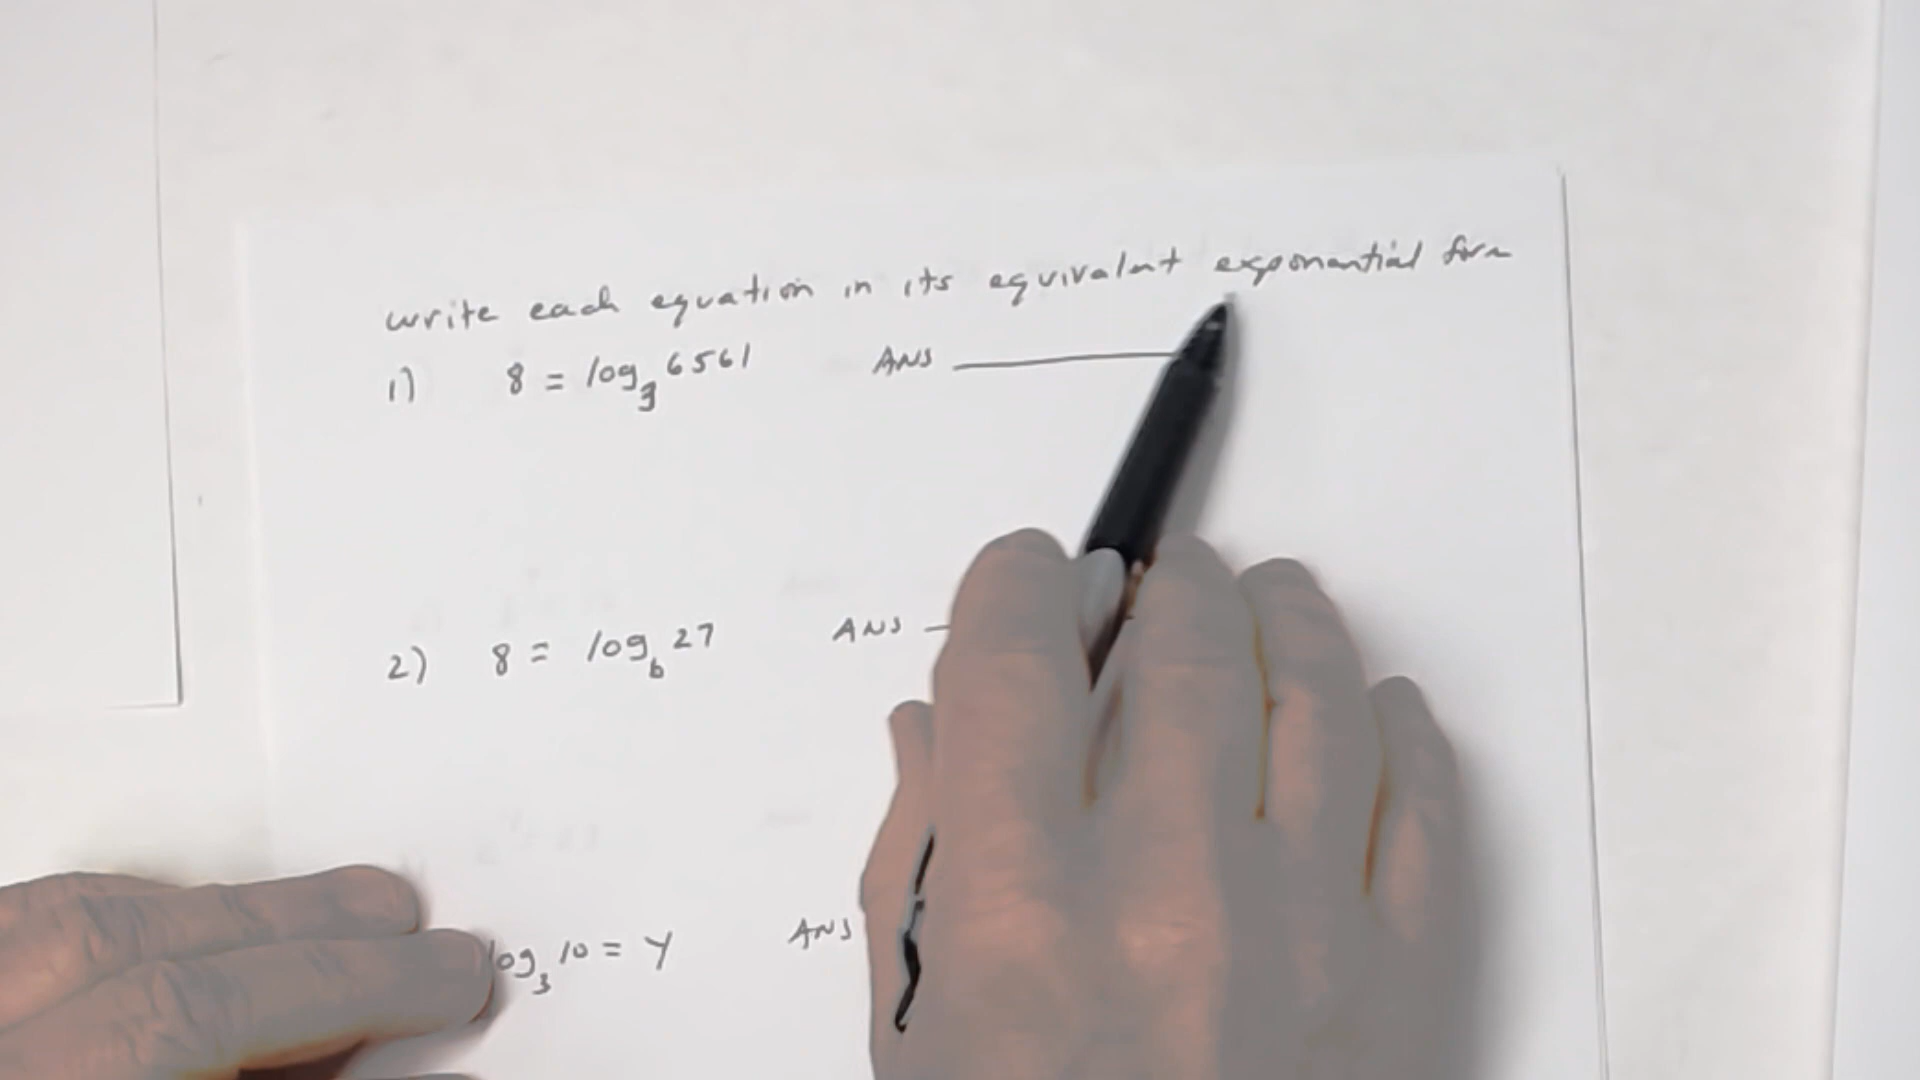 write each equation in its equivalent exponential form
1) 8 = log₃ 6561 ANS
2) 8 = log_b 27 ANS
log₃ 10 = y ANS